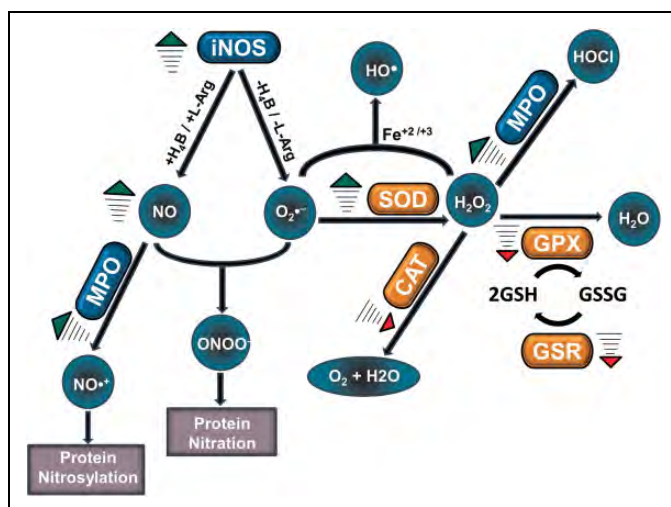 iNOS
HOCl
HO•
MPO
+H₄B / +L-Arg
-H₄B / -L-Arg
Fe⁺² ᐟ⁺³
NO
O₂•⁻
SOD
H₂O₂
H₂O
GPX
MPO
CAT
2GSH
GSSG
ONOO⁻
GSR
NO•⁺
O₂ + H2O
Protein
Nitration
Protein
Nitrosylation